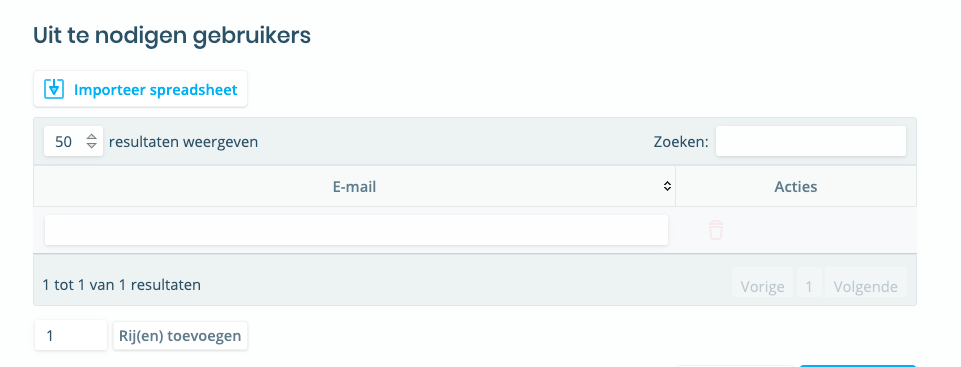 Uit te nodigen gebruikers
Importeer spreadsheet
50 resultaten weergeven Zoeken:
E-mail Acties
1 tot 1 van 1 resultaten Vorige 1 Volgende
1 Rij(en) toevoegen